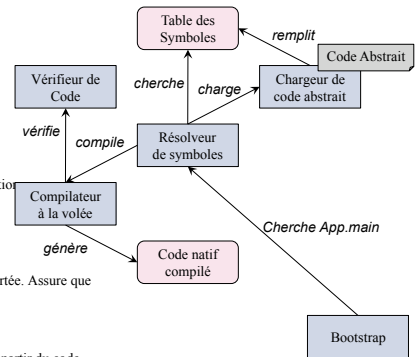 Table des
Symboles
remplit
Code Abstrait
Vérifieur de
Code
cherche
charge
Chargeur de
code abstrait
vérifie
compile
Résolveur
de symboles
Compilateur
à la volée
Cherche App.main
génère
Code natif
compilé
rtée. Assure que
Bootstrap